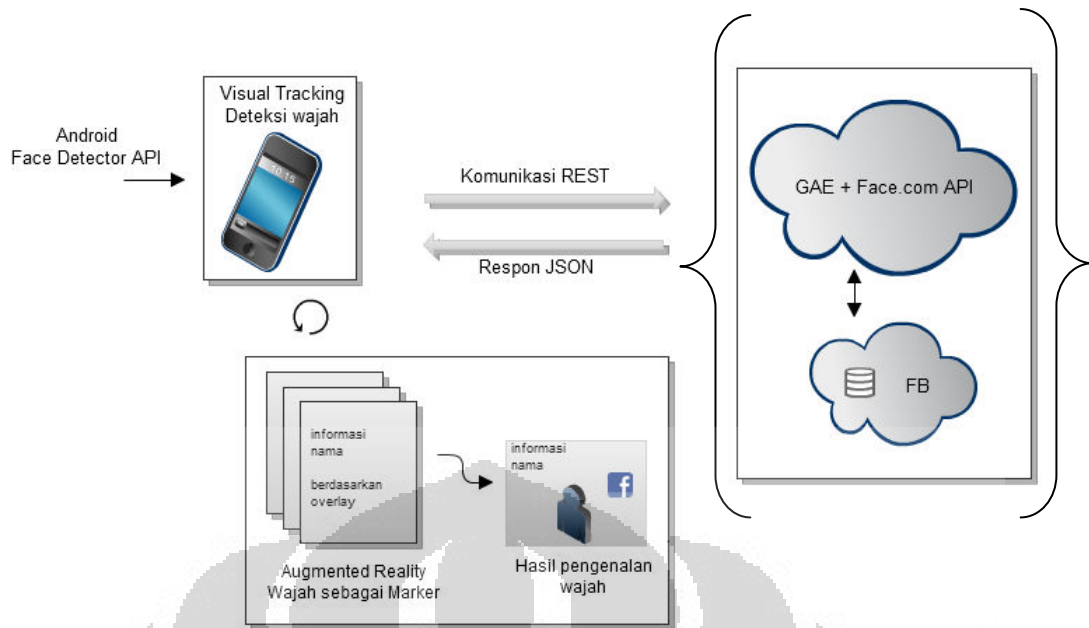 Visual Tracking
Deteksi wajah
10.15
Android
Face Detector API
Komunikasi REST
Respon JSON
GAE + Face.com API
FB
informasi
nama
berdasarkan
overlay
informasi
nama
f
Augmented Reality
Wajah sebagai Marker
Hasil pengenalan
wajah